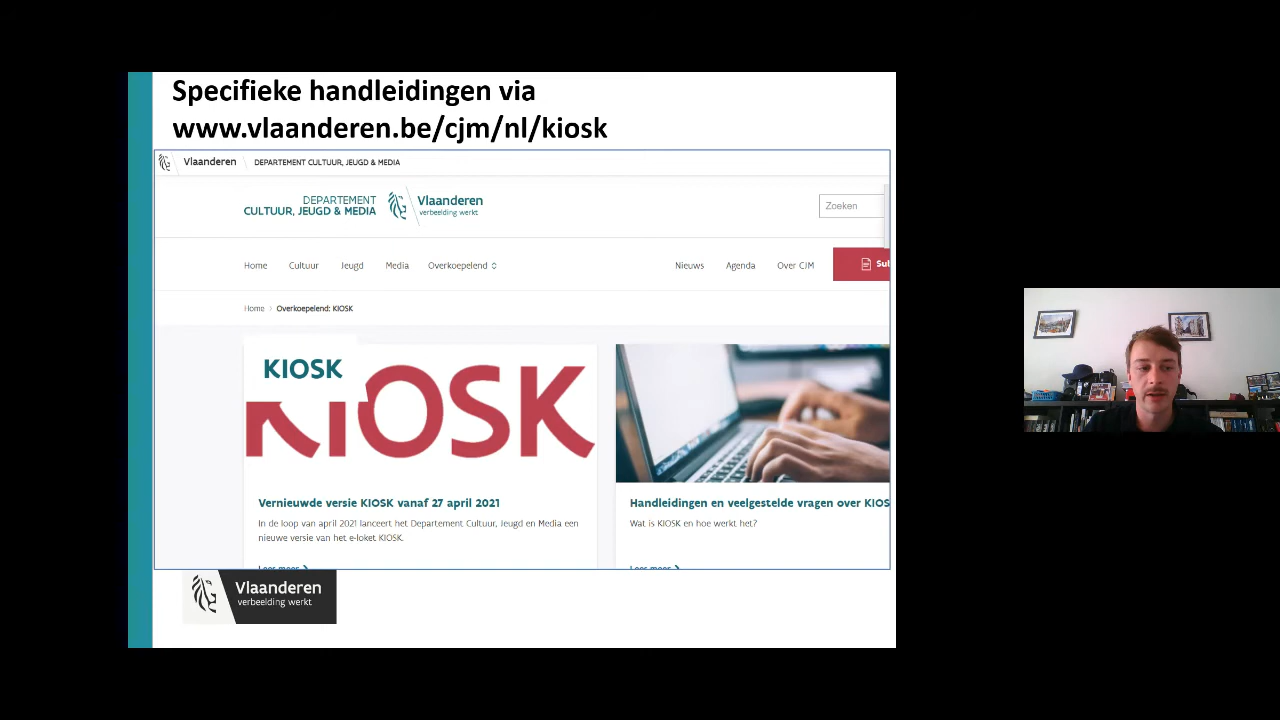 Specifieke handleidingen via
www.vlaanderen.be/cjm/nl/kiosk
Vlaanderen DEPARTEMENT CULTUUR, JEUGD & MEDIA
DEPARTEMENT
CULTUUR, JEUGD & MEDIA
Vlaanderen
verbeelding werkt
Zoeken
Home Cultuur Jeugd Media Overkoepelend Nieuws Agenda Over CJM
Home > Overkoepelend: KIOSK
KIOSK
KIOSK
Vernieuwde versie KIOSK vanaf 27 april 2021
In de loop van april 2021 lanceert het Departement Cultuur, Jeugd en Media een
nieuwe versie van het e-loket KIOSK.
Lees meer
Handleidingen en veelgestelde vragen over KIOS
Wat is KIOSK en hoe werkt het?
Lees meer
Vlaanderen
verbeelding werkt